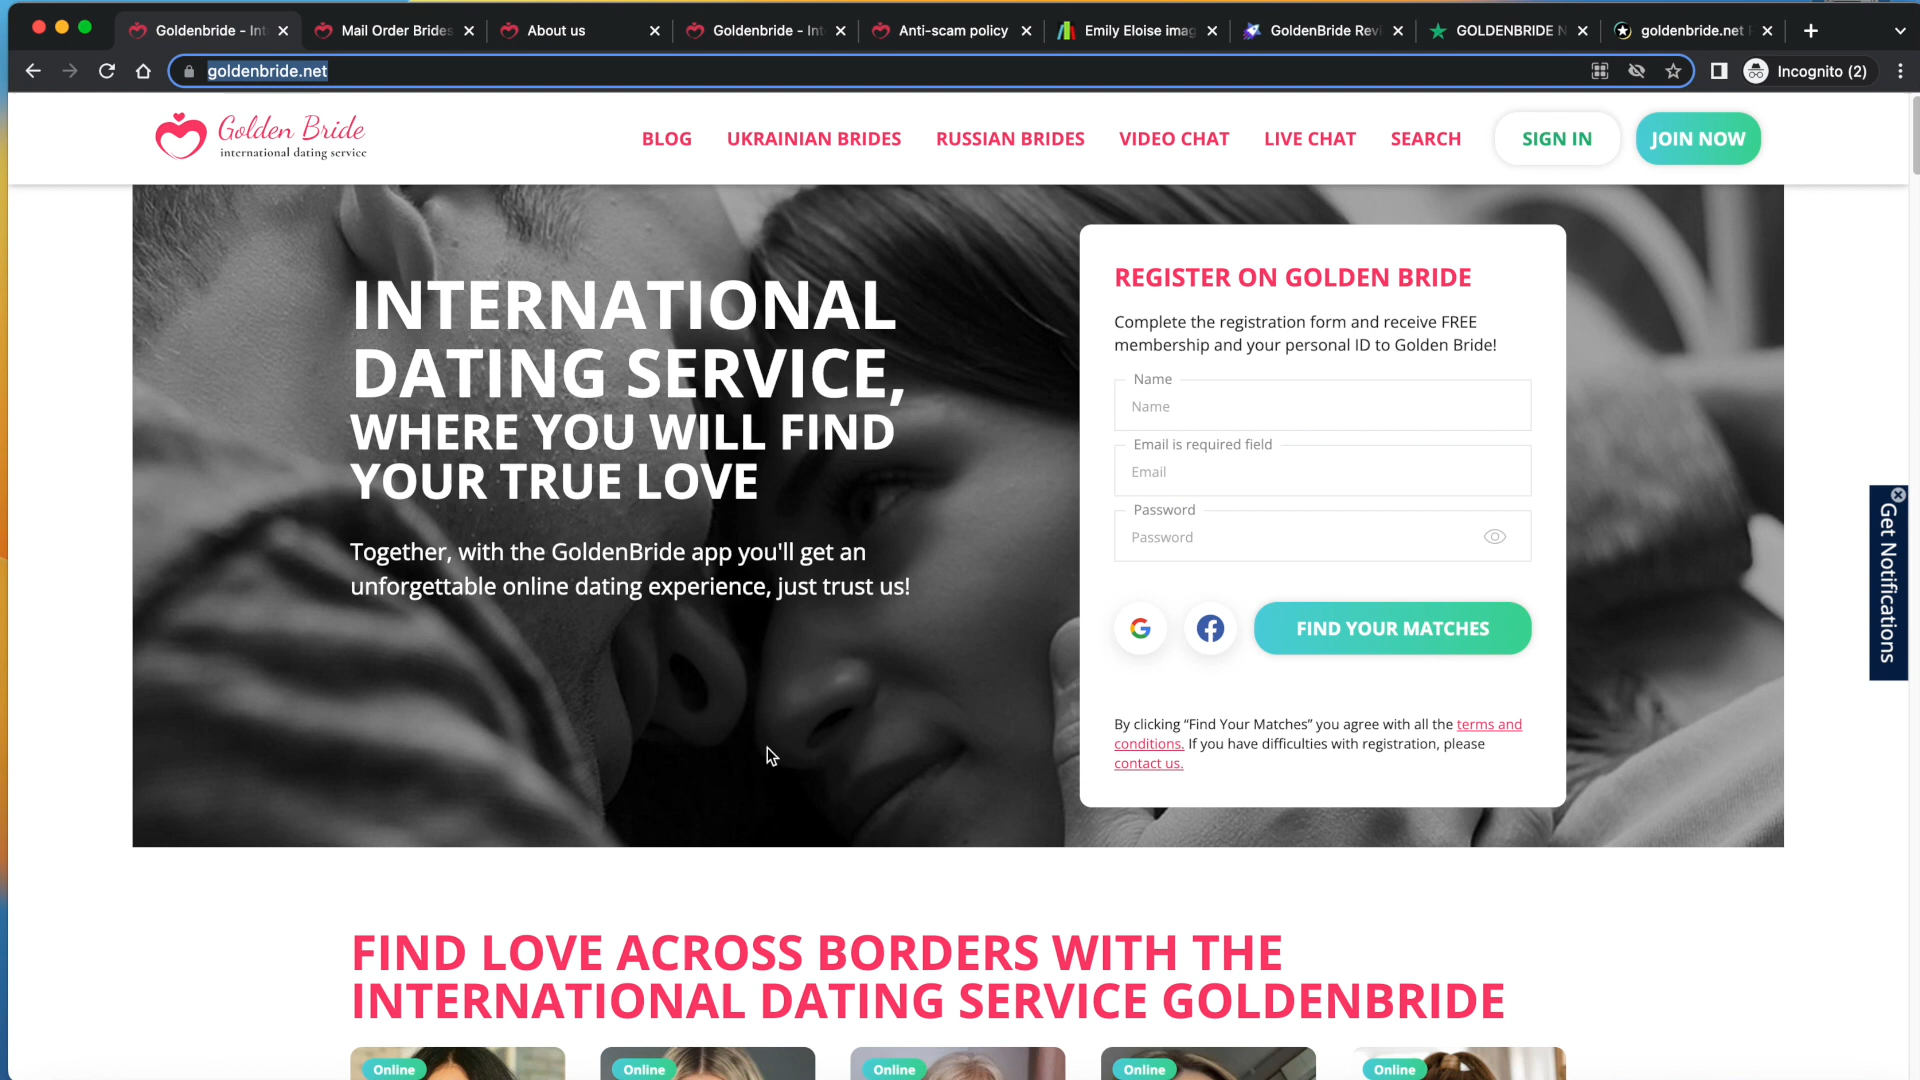 Goldenbride - Int
Mail Order Brides
About us
Goldenbride - Int
Anti-scam policy
Emily Eloise imag
GoldenBride Revi
GOLDENBRIDE N
goldenbride.net
goldenbride.net
Incognito (2)
Golden Bride
international dating service
BLOG
UKRAINIAN BRIDES
RUSSIAN BRIDES
VIDEO CHAT
LIVE CHAT
SEARCH
SIGN IN
JOIN NOW
INTERNATIONAL
DATING SERVICE,
WHERE YOU WILL FIND
YOUR TRUE LOVE
Together, with the GoldenBride app you'll get an
unforgettable online dating experience, just trust us!
REGISTER ON GOLDEN BRIDE
Complete the registration form and receive FREE
membership and your personal ID to Golden Bride!
Name
Name
Email is required field
Email
Password
Password
G
f
FIND YOUR MATCHES
By clicking “Find Your Matches” you agree with all the terms and
conditions. If you have difficulties with registration, please
contact us.
Get Notifications
FIND LOVE ACROSS BORDERS WITH THE
INTERNATIONAL DATING SERVICE GOLDENBRIDE
Online
Online
Online
Online
Online